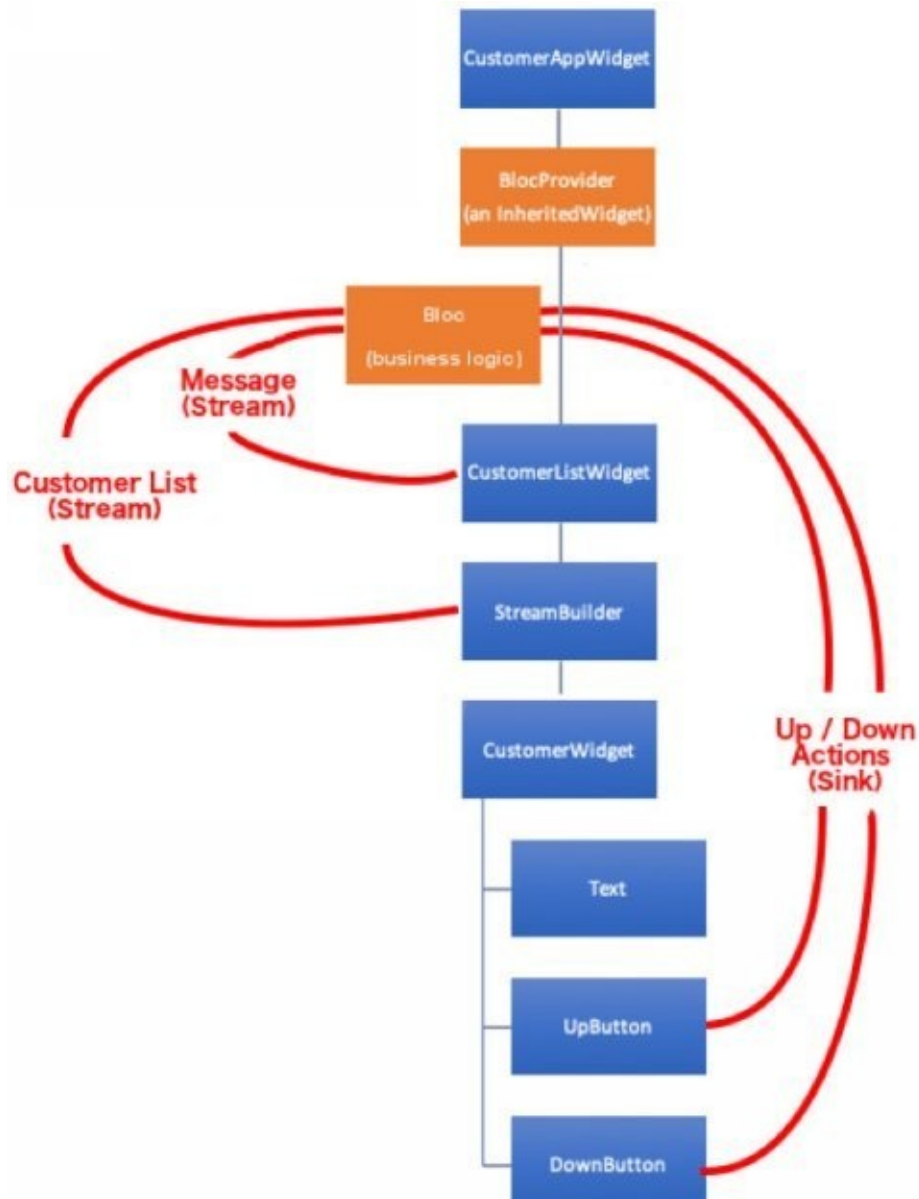 CustomerAppWidget
BlocProvider
(an InheritedWidget)
Bloc
(business logic)
Message
(Stream)
Customer List
(Stream)
CustomerListWidget
StreamBuilder
CustomerWidget
Up / Down
Actions
(Sink)
Text
UpButton
DownButton